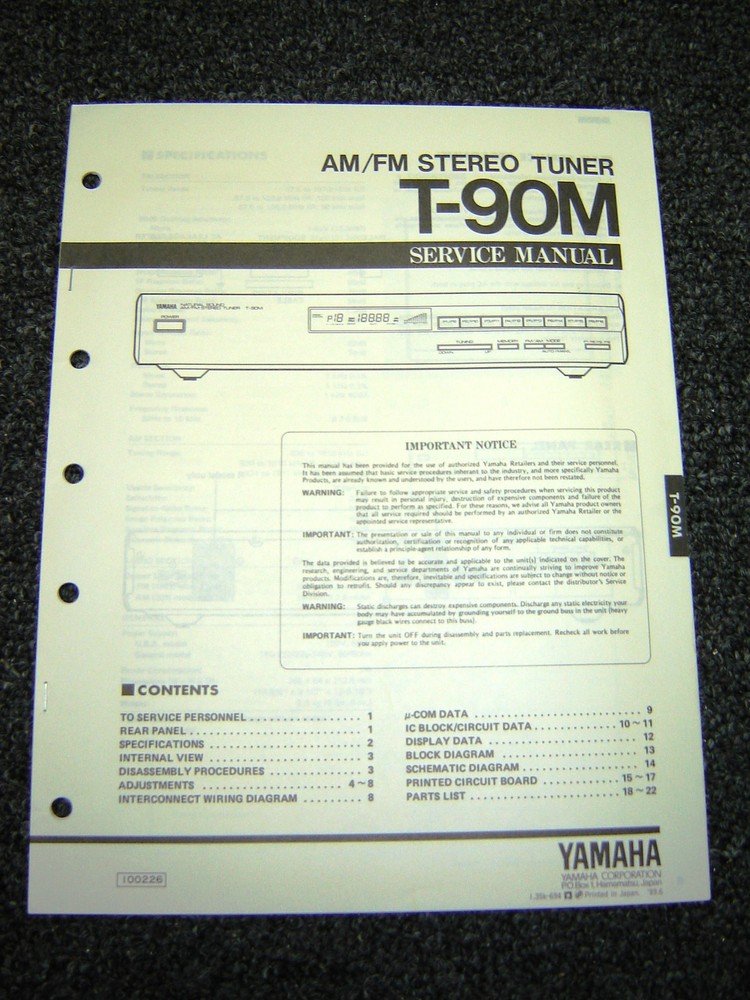 AM/FM STEREO TUNER
T-90M
SERVICE MANUAL
YAMAHA NATURAL SOUND
AM/FM STEREO TUNER T-90M
POWER
P18 18888
TUNING MEMORY
DOWN UP
IMPORTANT NOTICE
This manual has been provided for the use of authorized Yamaha Retailers and their service personnel.
It has been assumed that basic service procedures inherant to the industry, and more specifically Yamaha
Products, are already known and understood by the users, and have therefore not been restated.
WARNING: Failure to follow appropriate service and safety procedures when servicing this product
may result in personal injury, destruction of expensive components and failure of the
product to perform as specified. For these reasons, we advise all Yamaha product owners
that all service required should be performed by an authorized Yamaha Retailer or the
appointed service representative.
IMPORTANT: The presentation or sale of this manual to any individual or firm does not constitute
authorization, certification or recognition of any applicable technical capabilities, or
establish a principle-agent relationship of any form.
The data provided is believed to be accurate and applicable to the unit(s) indicated on the cover. The
research, engineering, and service departments of Yamaha are continually striving to improve Yamaha
products. Modifications are, therefore, inevitable and specifications are subject to change without notice or
obligation to retrofit. Should any discrepancy appear to exist, please contact the distributor's Service
Division.
WARNING: Static discharges can destroy expensive components. Discharge any static electricity your
body may have accumulated by grounding yourself to the ground buss in the unit (heavy
gauge black wires connect to this buss).
IMPORTANT: Turn the unit OFF during disassembly and parts replacement. Recheck all work before
you apply power to the unit.
T-90M
■ CONTENTS
TO SERVICE PERSONNEL . . . . . . . . . . . . . . . . 1
REAR PANEL . . . . . . . . . . . . . . . . . . . . . . . . . 1
SPECIFICATIONS . . . . . . . . . . . . . . . . . . . . . . 2
INTERNAL VIEW . . . . . . . . . . . . . . . . . . . . . . 3
DISASSEMBLY PROCEDURES . . . . . . . . . . . . . 3
ADJUSTMENTS . . . . . . . . . . . . . . . . . . . . 4 ~ 8
INTERCONNECT WIRING DIAGRAM . . . . . . . . 8
μ-COM DATA . . . . . . . . . . . . . . . . . . . . . . . . 9
IC BLOCK/CIRCUIT DATA . . . . . . . . . . . . 10 ~ 11
DISPLAY DATA . . . . . . . . . . . . . . . . . . . . . . 12
BLOCK DIAGRAM . . . . . . . . . . . . . . . . . . . . 13
SCHEMATIC DIAGRAM . . . . . . . . . . . . . . . . . 14
PRINTED CIRCUIT BOARD . . . . . . . . . . . 15 ~ 17
PARTS LIST . . . . . . . . . . . . . . . . . . . . . 18 ~ 22
100226
YAMAHA
YAMAHA CORPORATION
P.O.Box 1, Hamamatsu, Japan
Printed in Japan